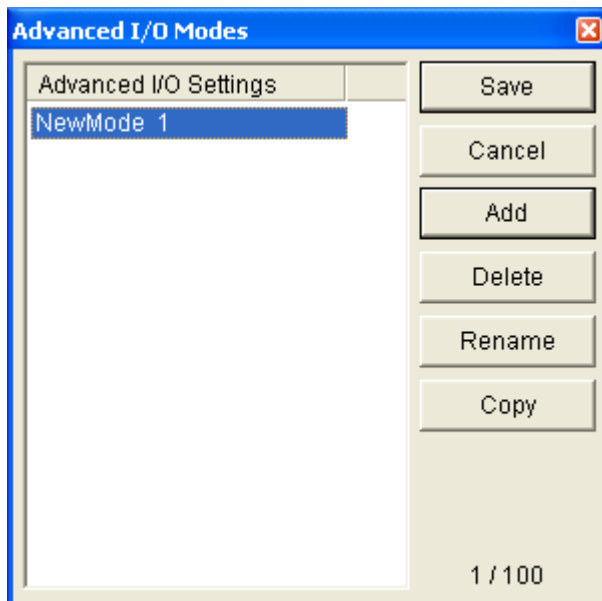 Advanced I/O Modes
Advanced I/O Settings
NewMode 1
Save
Cancel
Add
Delete
Rename
Copy
1 / 100